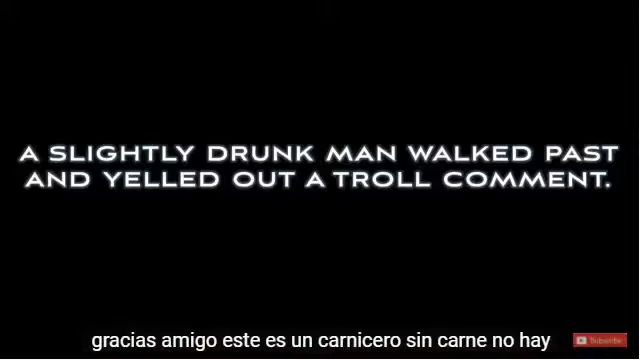 A SLIGHTLY DRUNK MAN WALKED PAST
AND YELLED OUT A TROLL COMMENT.
gracias amigo este es un carnicero sin carne no hay
Subscribe